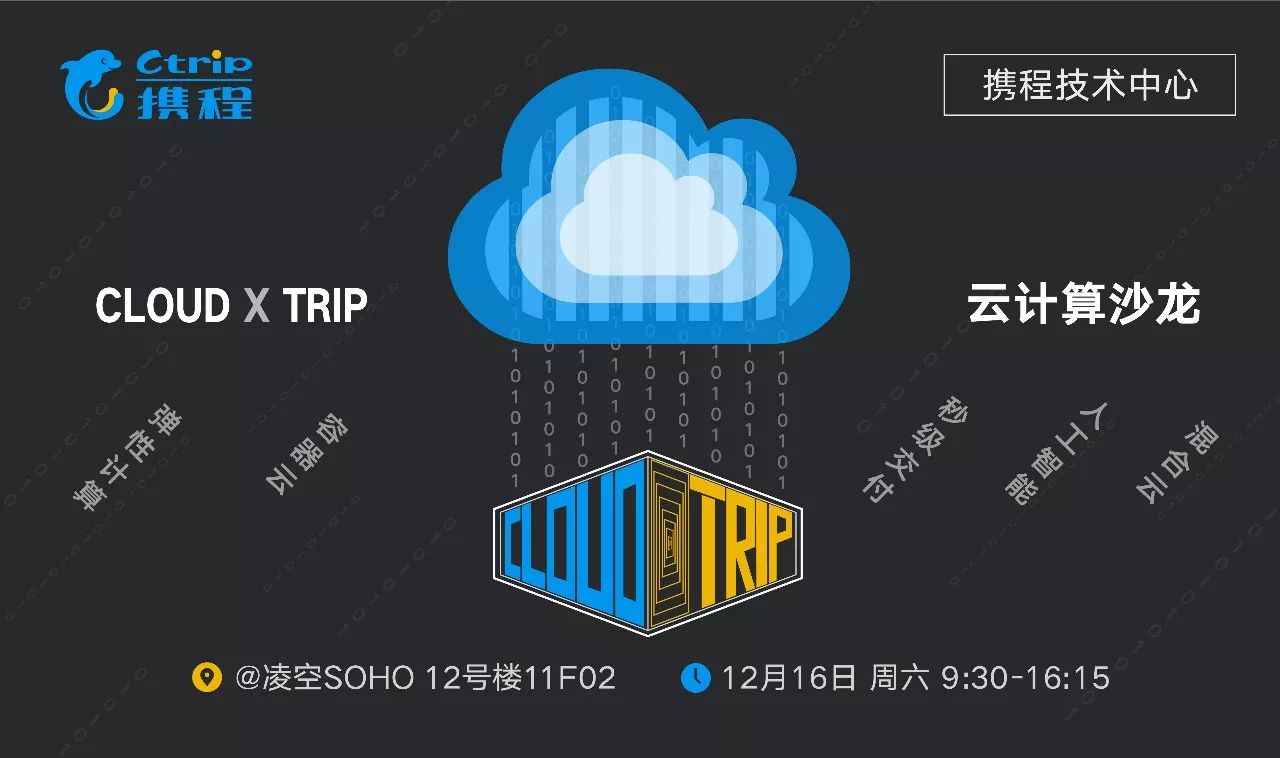 Ctrip
携程
携程技术中心
CLOUD X TRIP
云计算沙龙
弹性计算
容器云
秒级交付
人工智能
混合云
CLOUD TRIP
@凌空SOHO 12号楼11F02
12月16日 周六 9:30-16:15